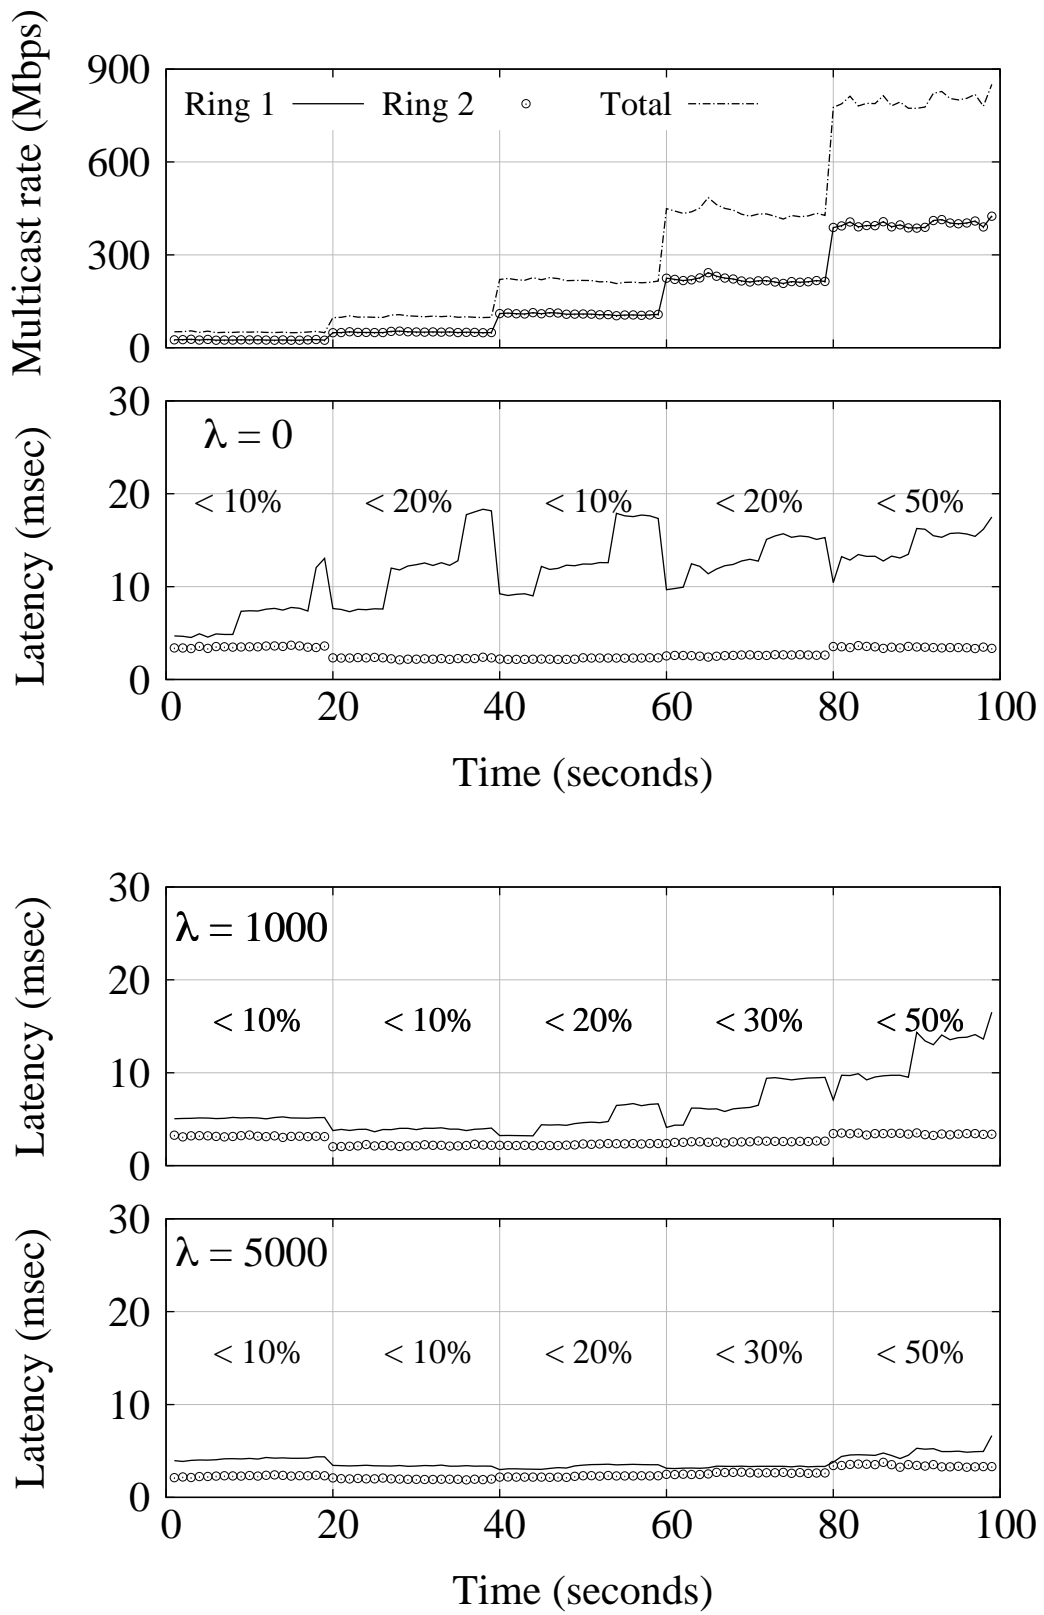 Multicast rate (Mbps)
900
600
300
0
Ring 1 Ring 2 Total
Latency (msec)
30
20
10
0
λ = 0
< 10% < 20% < 10% < 20% < 50%
0 20 40 60 80 100
Time (seconds)
Latency (msec)
30
20
10
0
λ = 1000
< 10% < 10% < 20% < 30% < 50%
Latency (msec)
30
20
10
0
λ = 5000
< 10% < 10% < 20% < 30% < 50%
0 20 40 60 80 100
Time (seconds)